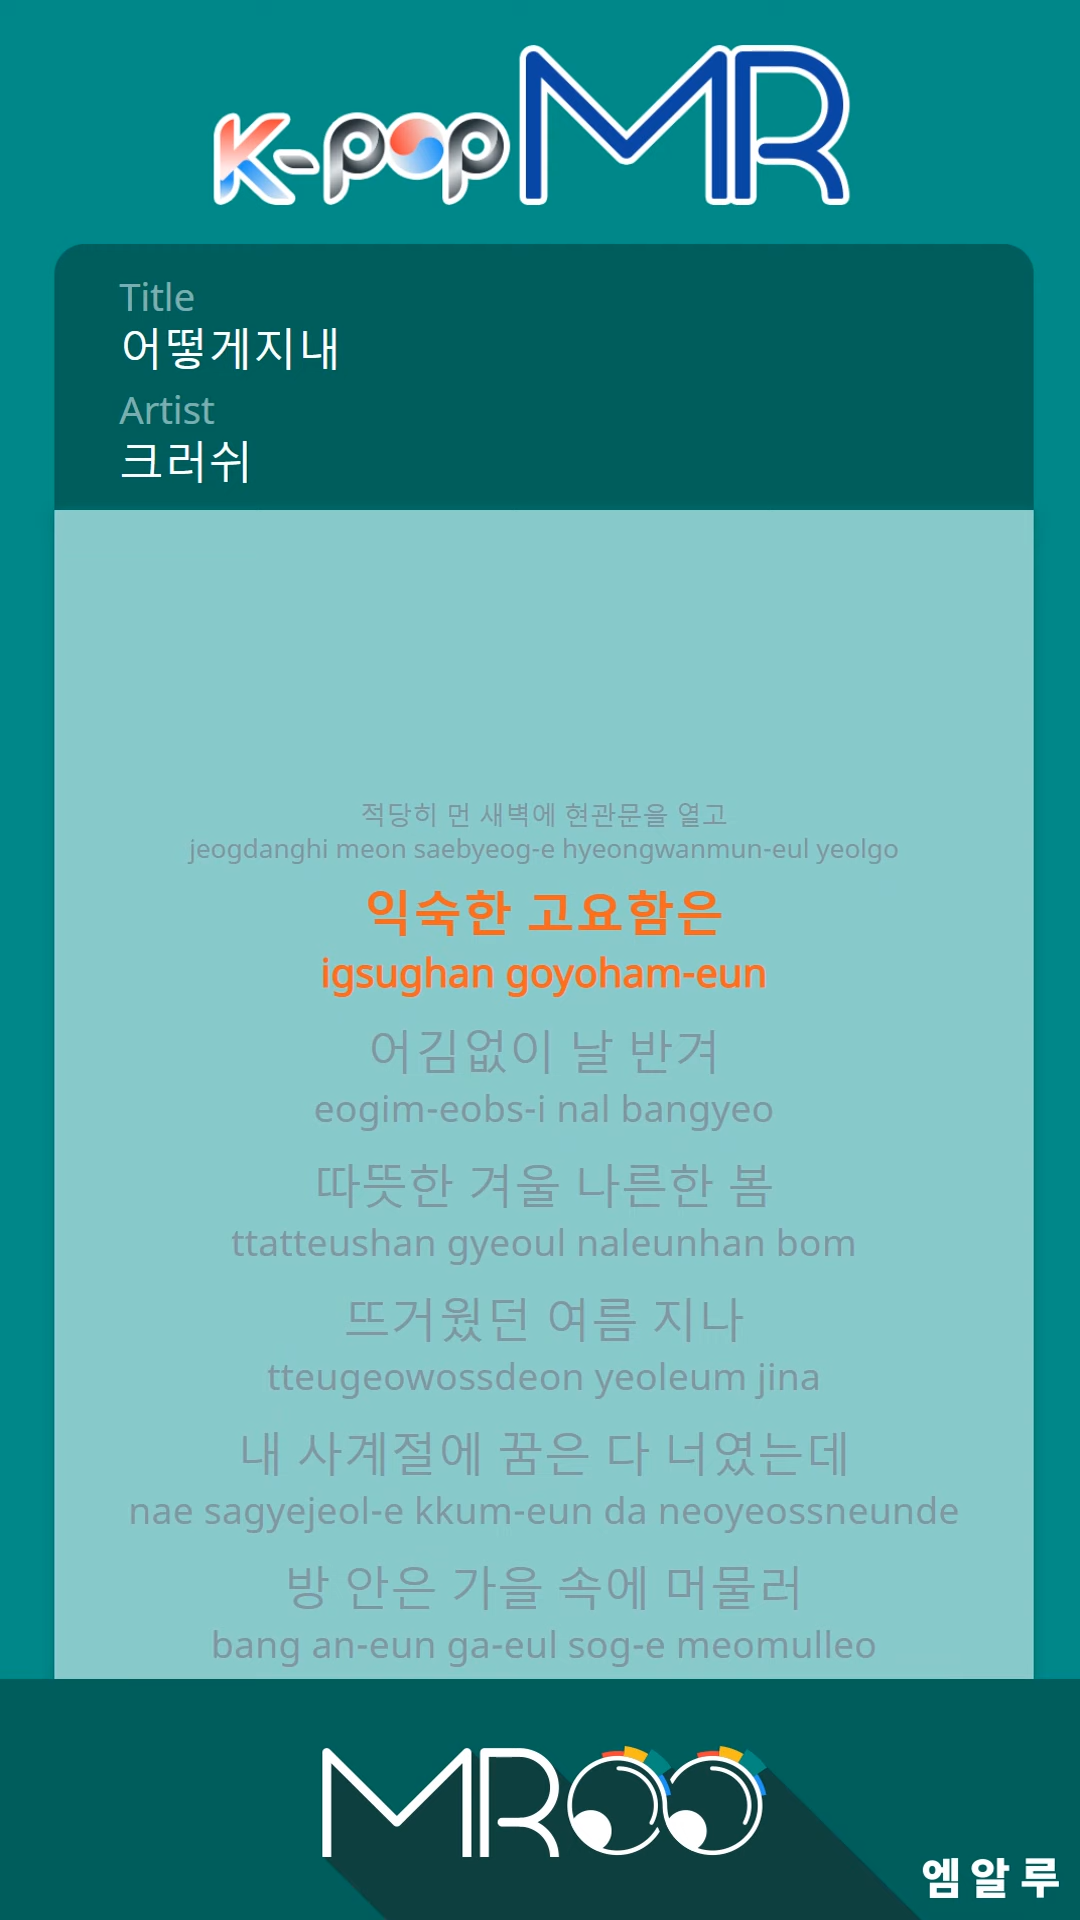 K-pop MR
Title
어떻게지내
Artist
크러쉬
적당히 먼 새벽에 현관문을 열고
jeogdanghi meon saebyeog-e hyeongwanmun-eul yeolgo
익숙한 고요함은
igsughan goyoham-eun
어김없이 날 반겨
eogim-eobs-i nal bangyeo
따뜻한 겨울 나른한 봄
ttatteushan gyeoul naleunhan bom
뜨거웠던 여름 지나
tteugeowossdeon yeoleum jina
내 사계절에 꿈은 다 너였는데
nae sagyejeol-e kkum-eun da neoyeossneunde
방 안은 가을 속에 머물러
bang an-eun ga-eul sog-e meomulleo
MROO
엠알루